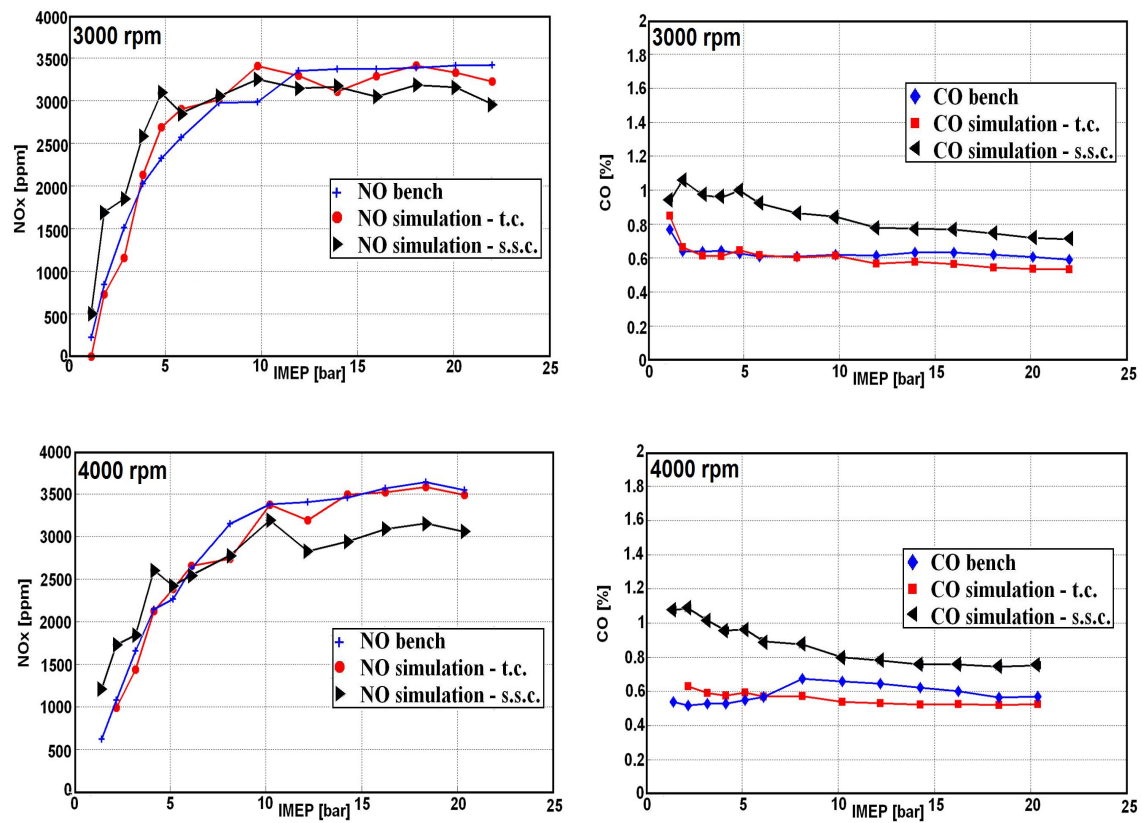 3000 rpm
NOx [ppm]
4000
3500
3000
2500
2000
1500
1000
500
0
0 5 10 15 20 25
IMEP [bar]
NO bench
NO simulation - t.c.
NO simulation - s.s.c.
3000 rpm
CO [%]
2
1.8
1.6
1.4
1.2
1
0.8
0.6
0.4
0.2
0
0 5 10 15 20 25
IMEP [bar]
CO bench
CO simulation - t.c.
CO simulation - s.s.c.
4000 rpm
NOx [ppm]
4000
3500
3000
2500
2000
1500
1000
500
0
0 5 10 15 20 25
IMEP [bar]
NO bench
NO simulation - t.c.
NO simulation - s.s.c.
4000 rpm
CO [%]
2
1.8
1.6
1.4
1.2
1
0.8
0.6
0.4
0.2
0
0 5 10 15 20 25
IMEP [bar]
CO bench
CO simulation - t.c.
CO simulation - s.s.c.